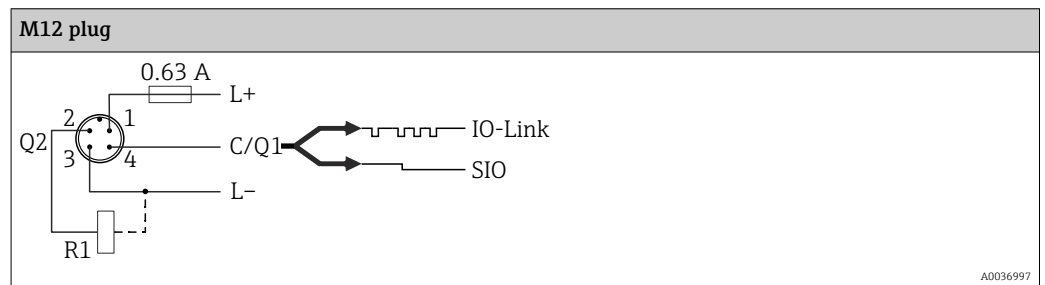 M12 plug
0.63 A
L+
2 1
Q2
3 4
C/Q1
IO-Link
SIO
L–
R1
A0036997